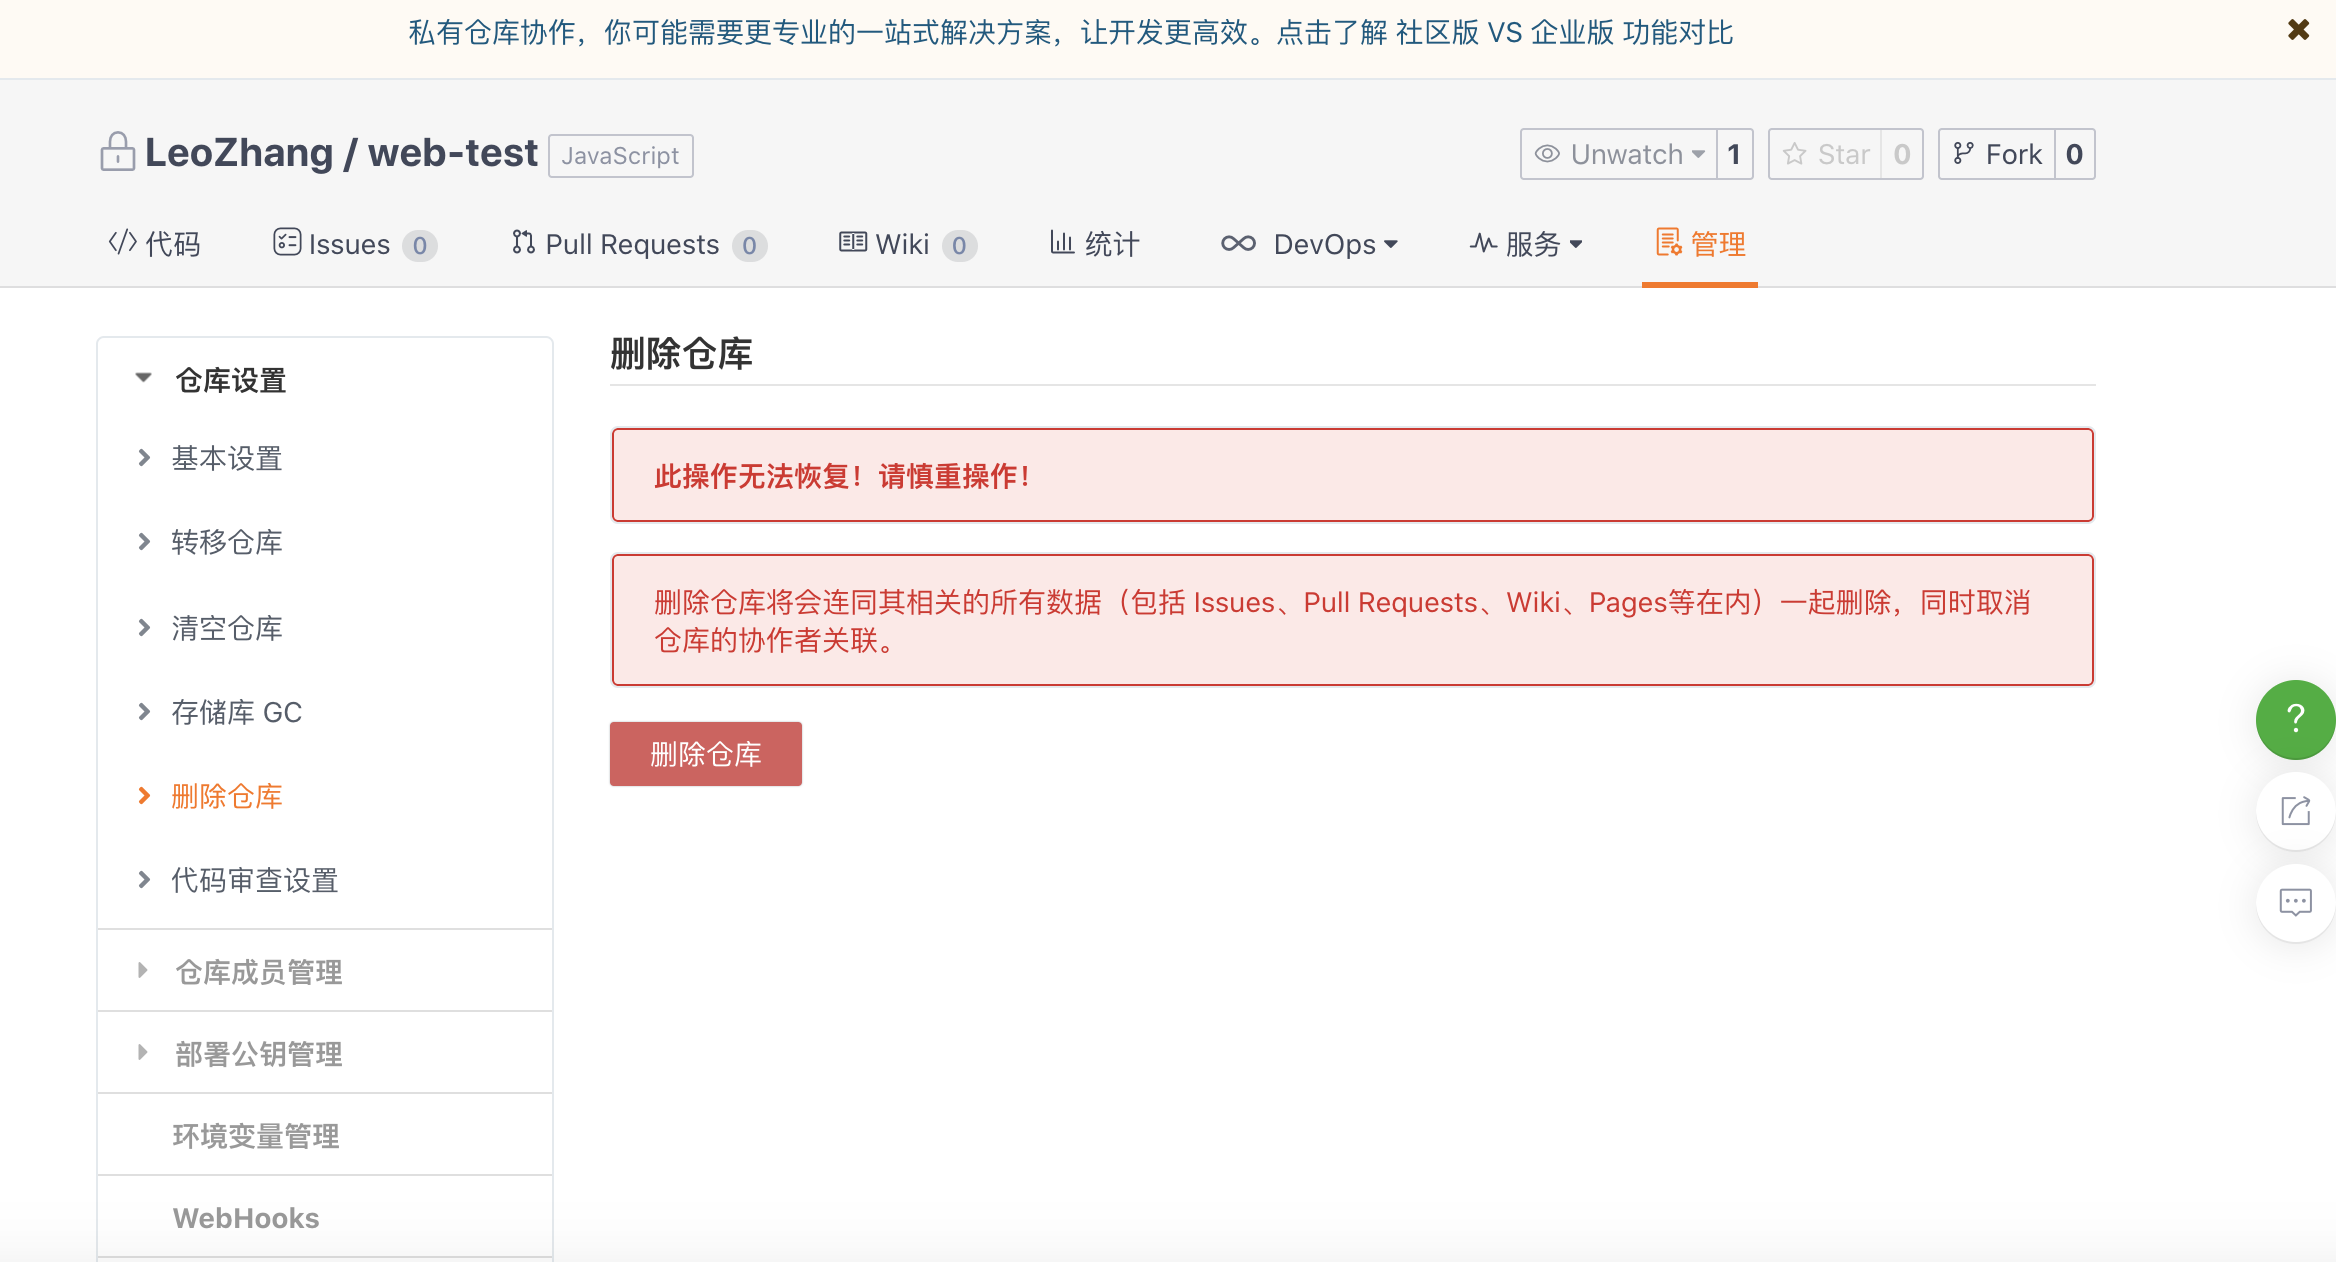 私有仓库协作，你可能需要更专业的一站式解决方案，让开发更高效。点击了解 社区版 VS 企业版 功能对比
LeoZhang / web-test JavaScript
Unwatch 1 Star 0 Fork 0
代码 Issues 0 Pull Requests 0 Wiki 0 统计 DevOps 服务 管理
仓库设置
基本设置
转移仓库
清空仓库
存储库 GC
删除仓库
代码审查设置
仓库成员管理
部署公钥管理
环境变量管理
WebHooks
删除仓库
此操作无法恢复！请慎重操作！
删除仓库将会连同其相关的所有数据（包括 Issues、Pull Requests、Wiki、Pages等在内）一起删除，同时取消
仓库的协作者关联。
删除仓库
?